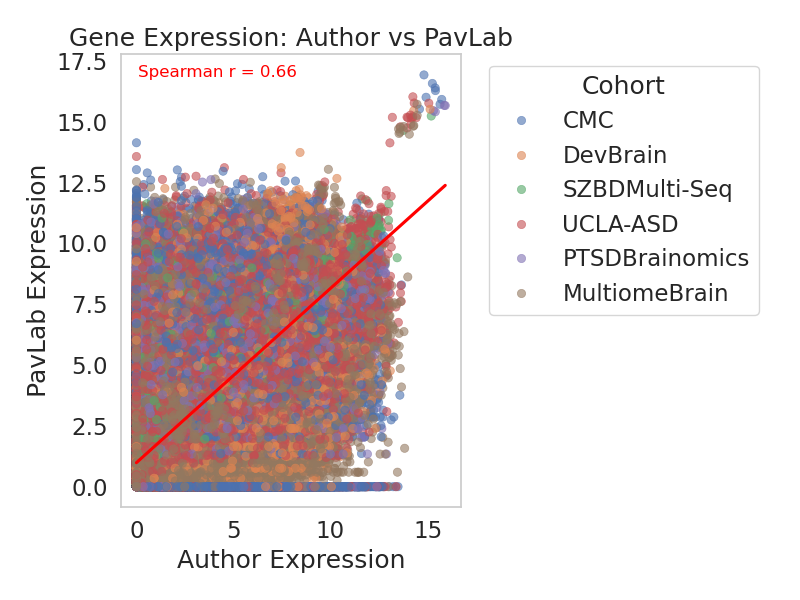 Gene Expression: Author vs PavLab
Spearman r = 0.66
17.5
15.0
12.5
10.0
7.5
5.0
2.5
0.0
PavLab Expression
0 5 10 15
Author Expression
Cohort
CMC
DevBrain
SZBDMulti-Seq
UCLA-ASD
PTSDBrainomics
MultiomeBrain